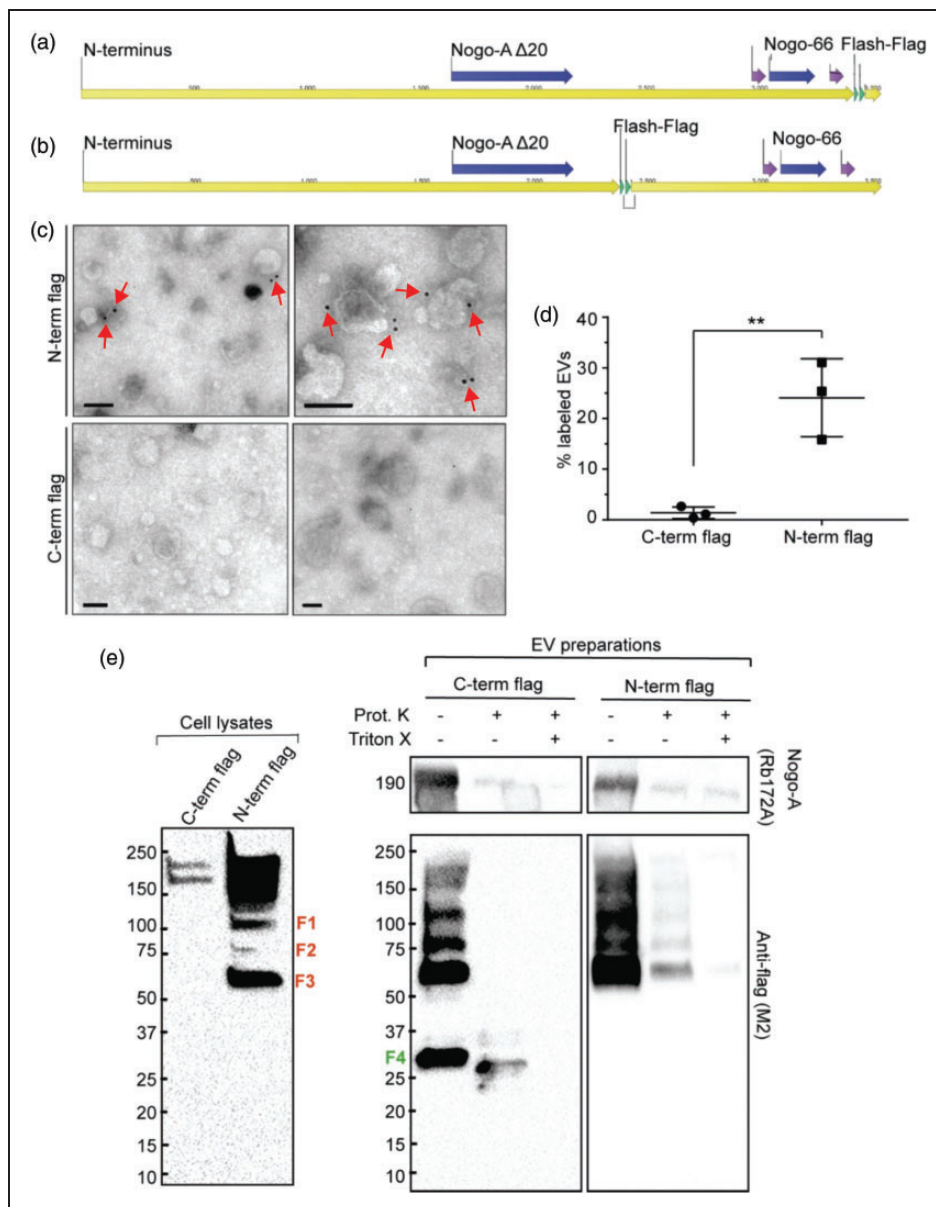 (a)
N-terminus
Nogo-A Δ20
Nogo-66
Flash-Flag
500
1,000
1,500
2,000
2,500
3,000
(b)
N-terminus
Nogo-A Δ20
Flash-Flag
Nogo-66
500
1,000
1,500
2,000
2,500
3,000
3,500
(c)
N-term flag
C-term flag
(d)
% labeled EVs
40
30
20
10
0
**
C-term flag
N-term flag
(e)
EV preparations
C-term flag
N-term flag
Prot. K - + + - + +
Triton X - - + - - +
190
Nogo-A
(Rb172A)
Cell lysates
C-term flag
N-term flag
250
150
100
75
50
37
25
20
15
10
F1
F2
F3
250
150
100
75
50
37
F4
25
20
15
10
Anti-flag (M2)